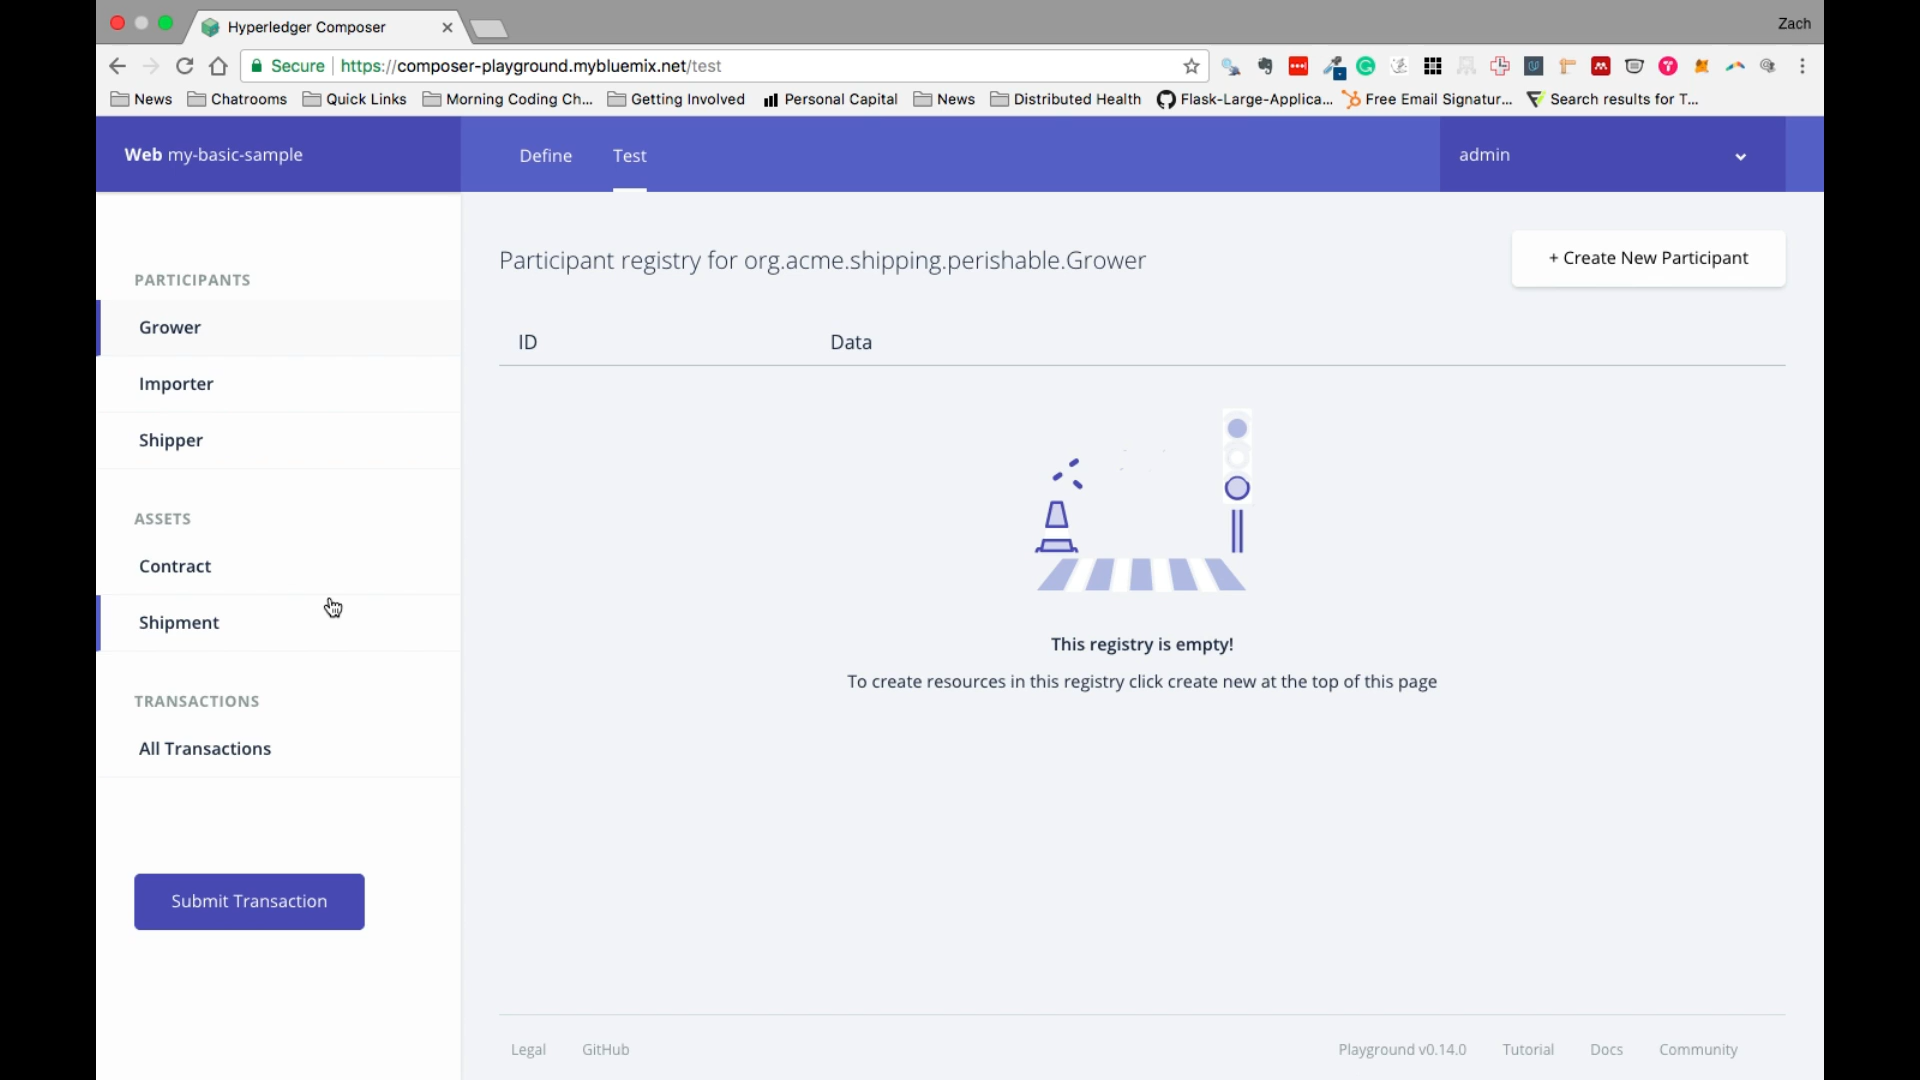 Hyperledger Composer
Zach
Secure https://composer-playground.mybluemix.net/test
News Chatrooms Quick Links Morning Coding Ch... Getting Involved Personal Capital News Distributed Health Flask-Large-Applica... Free Email Signatur... Search results for T...
Web my-basic-sample
Define Test
admin
Participant registry for org.acme.shipping.perishable.Grower
+ Create New Participant
PARTICIPANTS
Grower
Importer
Shipper
ASSETS
Contract
Shipment
TRANSACTIONS
All Transactions
Submit Transaction
ID Data
This registry is empty!
To create resources in this registry click create new at the top of this page
Legal GitHub Playground v0.14.0 Tutorial Docs Community